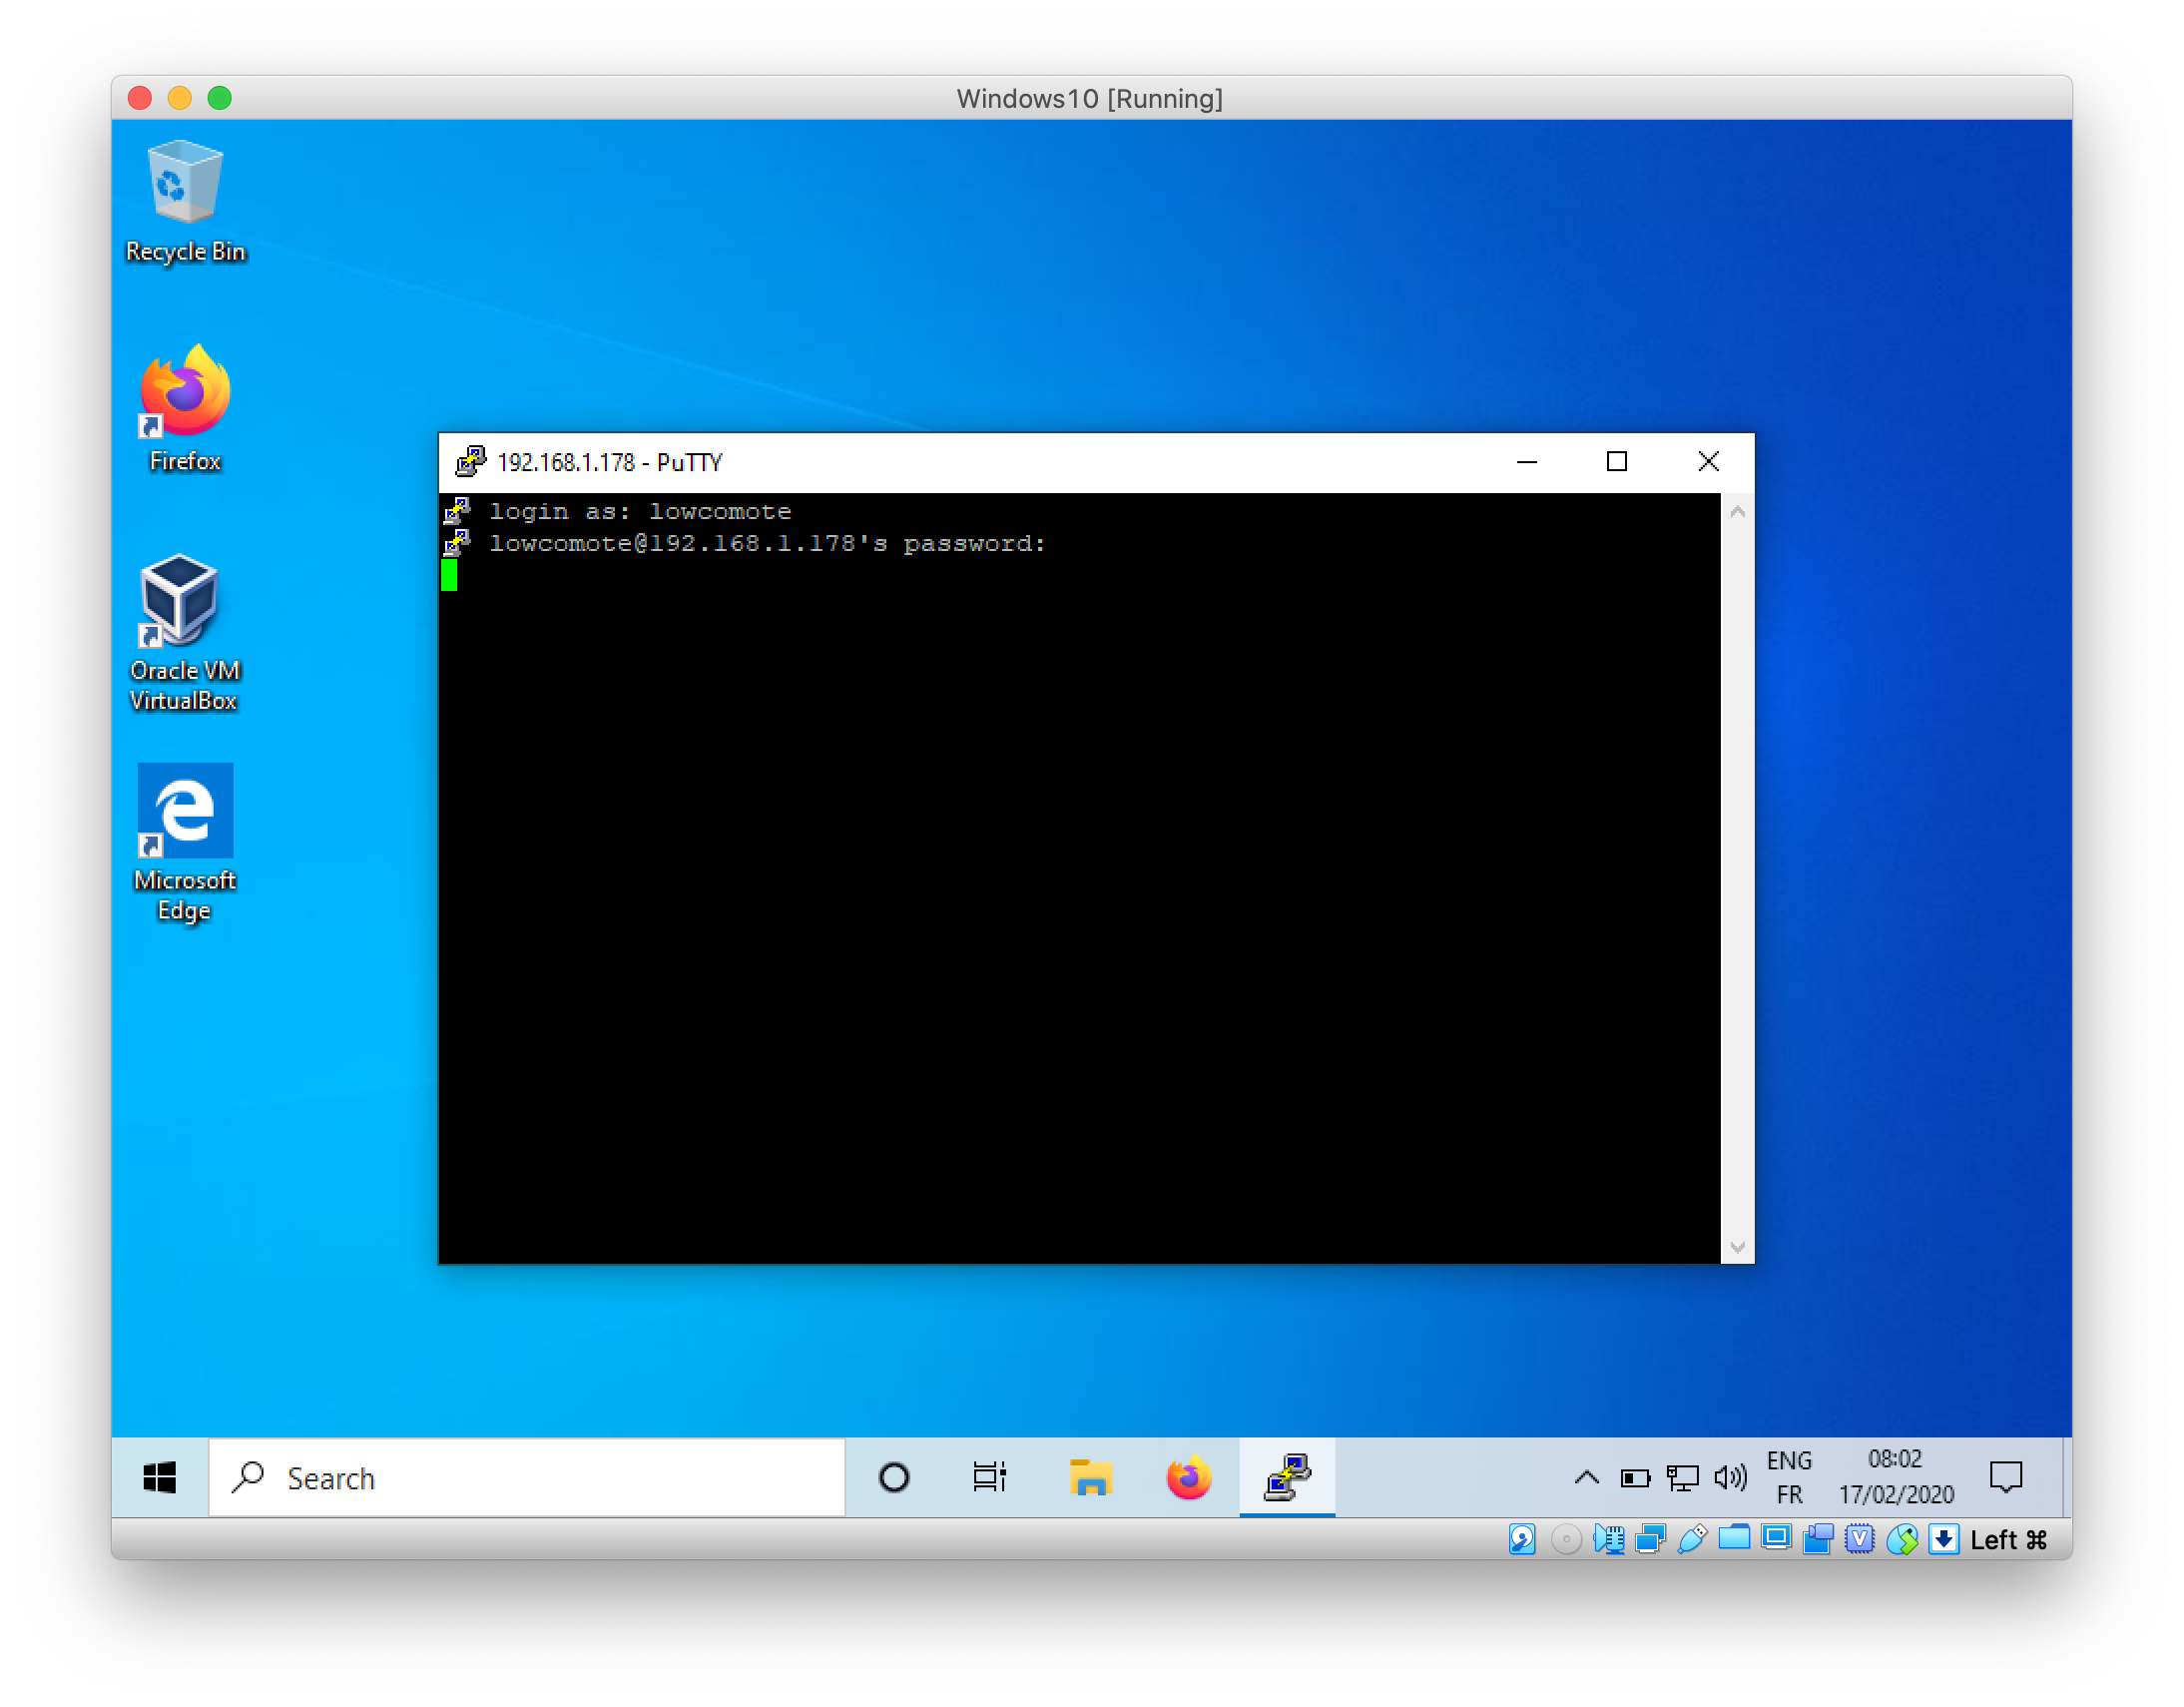 Windows10 [Running]
Recycle Bin
Firefox
Oracle VM
VirtualBox
Microsoft
Edge
192.168.1.178 - PuTTY
login as: lowcomote
lowcomote@192.168.1.178's password:
Search
ENG
FR
08:02
17/02/2020
Left ⌘